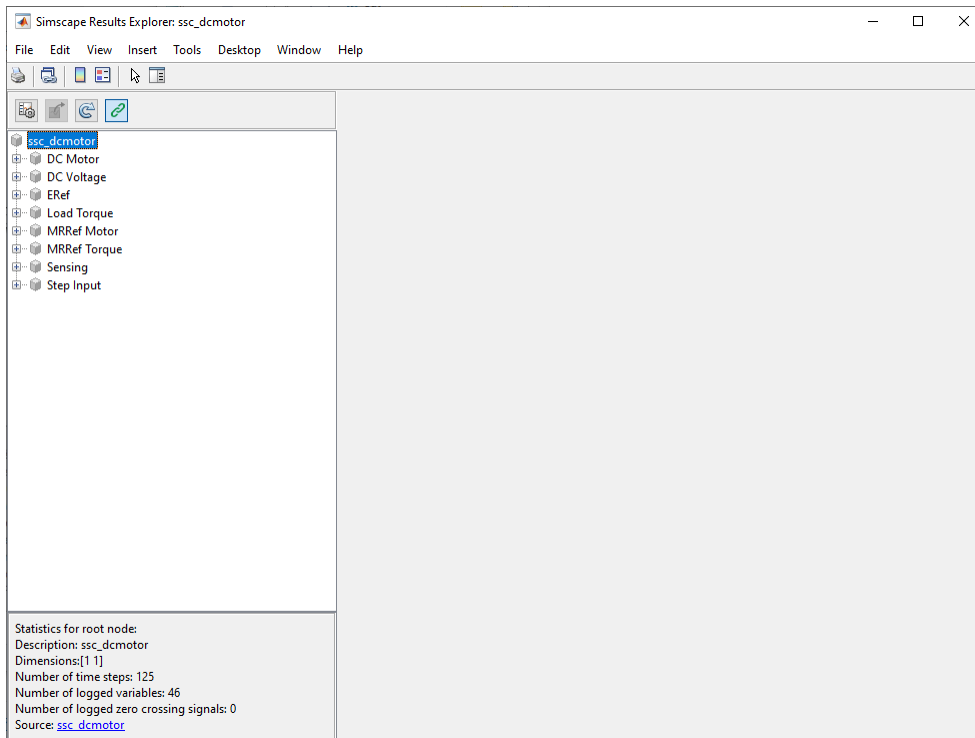 Simscape Results Explorer: ssc_dcmotor
File Edit View Insert Tools Desktop Window Help
ssc_dcmotor
DC Motor
DC Voltage
ERef
Load Torque
MRRef Motor
MRRef Torque
Sensing
Step Input
Statistics for root node:
Description: ssc_dcmotor
Dimensions:[1 1]
Number of time steps: 125
Number of logged variables: 46
Number of logged zero crossing signals: 0
Source: ssc_dcmotor